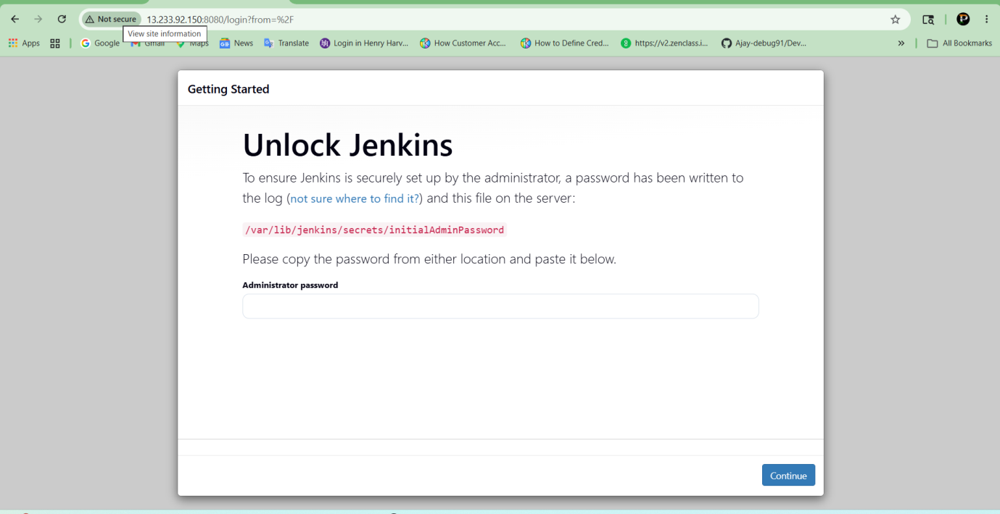 Not secure 13.233.92.150:8080/login?from=%2F
View site information
Apps Google Gmail Maps News Translate Login in Henry Harv... How Customer Acc... How to Define Cred... https://v2.zenclass.i... Ajay-debug91/Dev... » All Bookmarks
Getting Started
Unlock Jenkins
To ensure Jenkins is securely set up by the administrator, a password has been written to
the log (not sure where to find it?) and this file on the server:
/var/lib/jenkins/secrets/initialAdminPassword
Please copy the password from either location and paste it below.
Administrator password
Continue